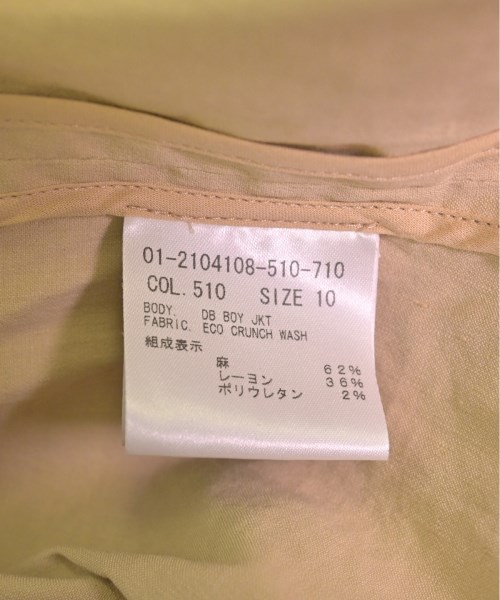 01-2104108-510-710
COL. 510 SIZE 10
BODY. DB BOY JKT
FABRIC. ECO CRUNCH WASH
組成表示
麻 62%
レーヨン 36%
ポリウレタン 2%